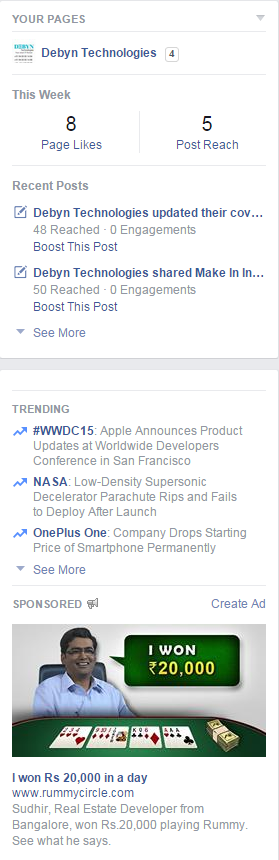 YOUR PAGES
DEBYN
Debyn Technologies 4
This Week
8 5
Page Likes Post Reach
Recent Posts
Debyn Technologies updated their cov...
48 Reached · 0 Engagements
Boost This Post
Debyn Technologies shared Make In In...
50 Reached · 0 Engagements
Boost This Post
See More
TRENDING
#WWDC15: Apple Announces Product
Updates at Worldwide Developers
Conference in San Francisco
NASA: Low-Density Supersonic
Decelerator Parachute Rips and Fails
to Deploy After Launch
OnePlus One: Company Drops Starting
Price of Smartphone Permanently
See More
SPONSORED Create Ad
I WON
₹20,000
I won Rs 20,000 in a day
www.rummycircle.com
Sudhir, Real Estate Developer from
Bangalore, won Rs.20,000 playing Rummy.
See what he says.